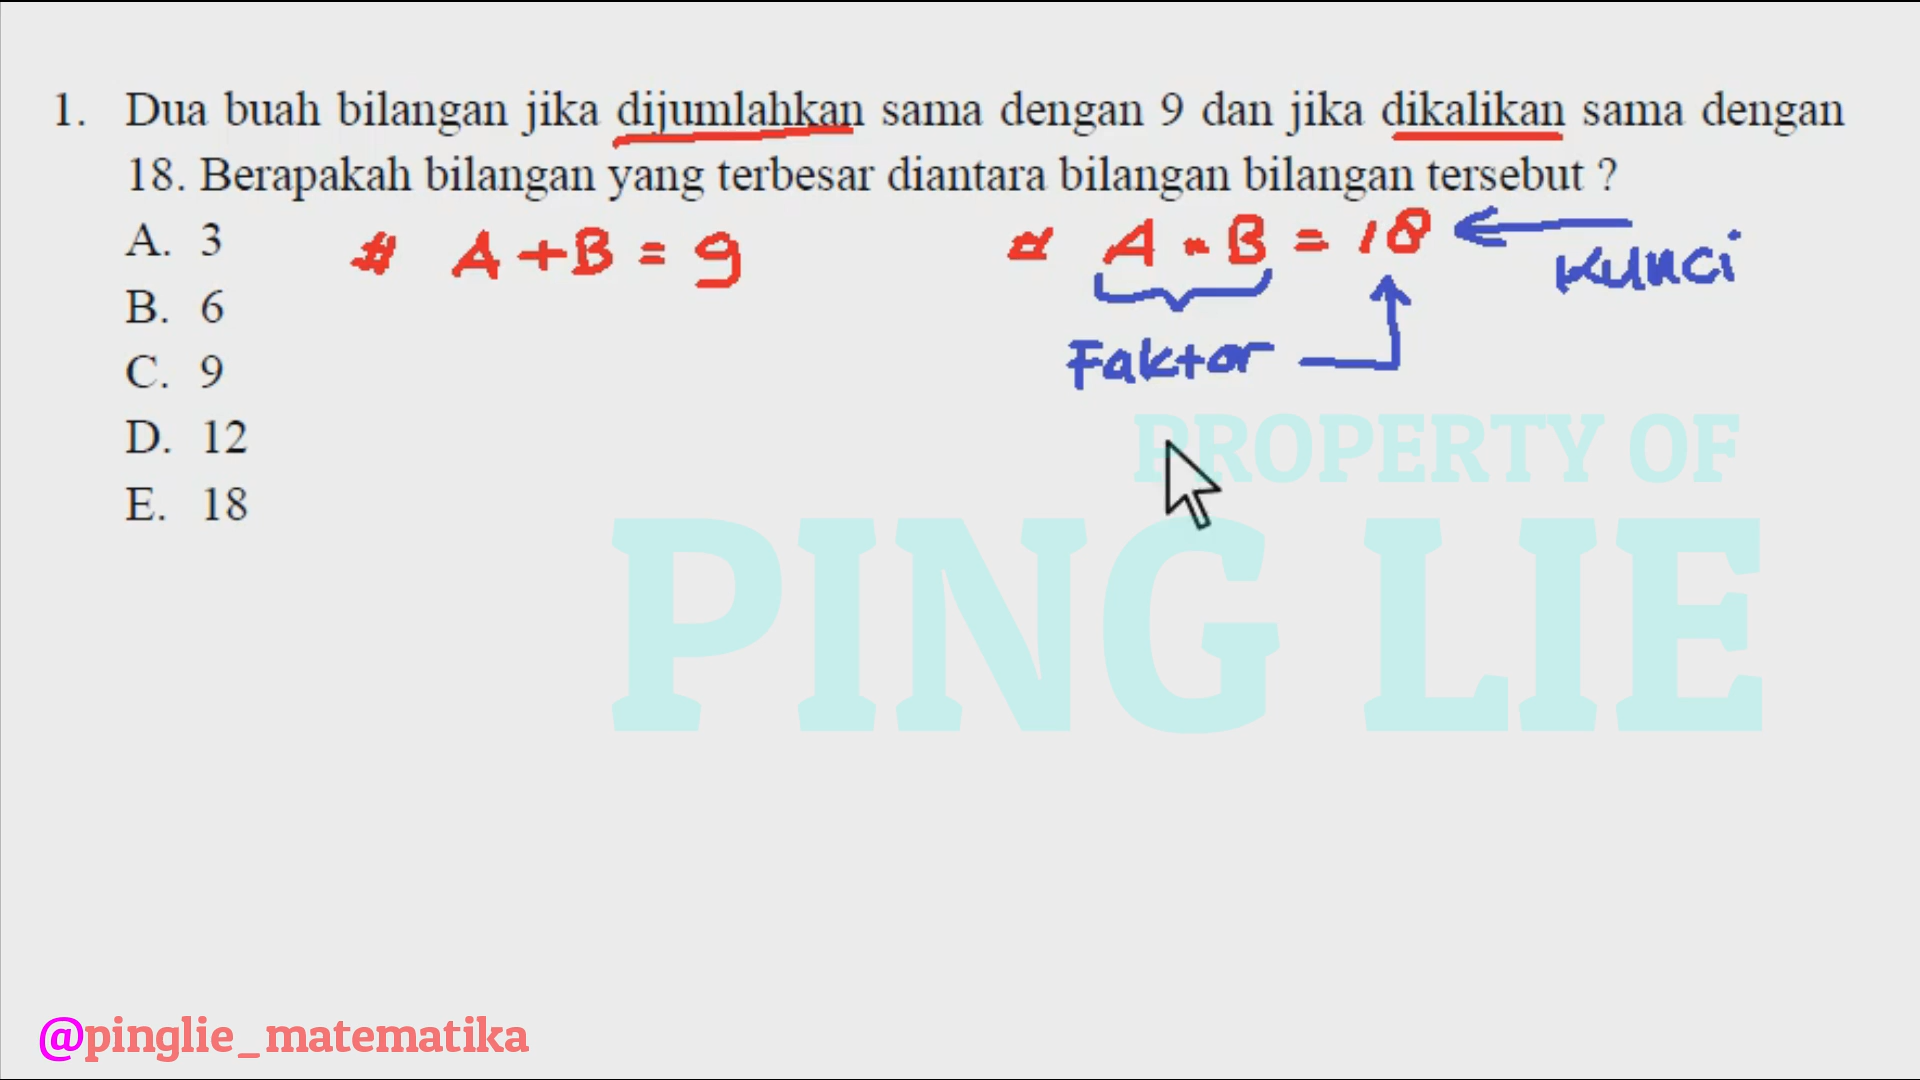 1. Dua buah bilangan jika dijumlahkan sama dengan 9 dan jika dikalikan sama dengan
18. Berapakah bilangan yang terbesar diantara bilangan bilangan tersebut ?
A. 3
# A + B = 9
# A · B = 18
Kunci
B. 6
Faktor
C. 9
D. 12
PROPERTY OF
E. 18
PING LIE
@pinglie_matematika